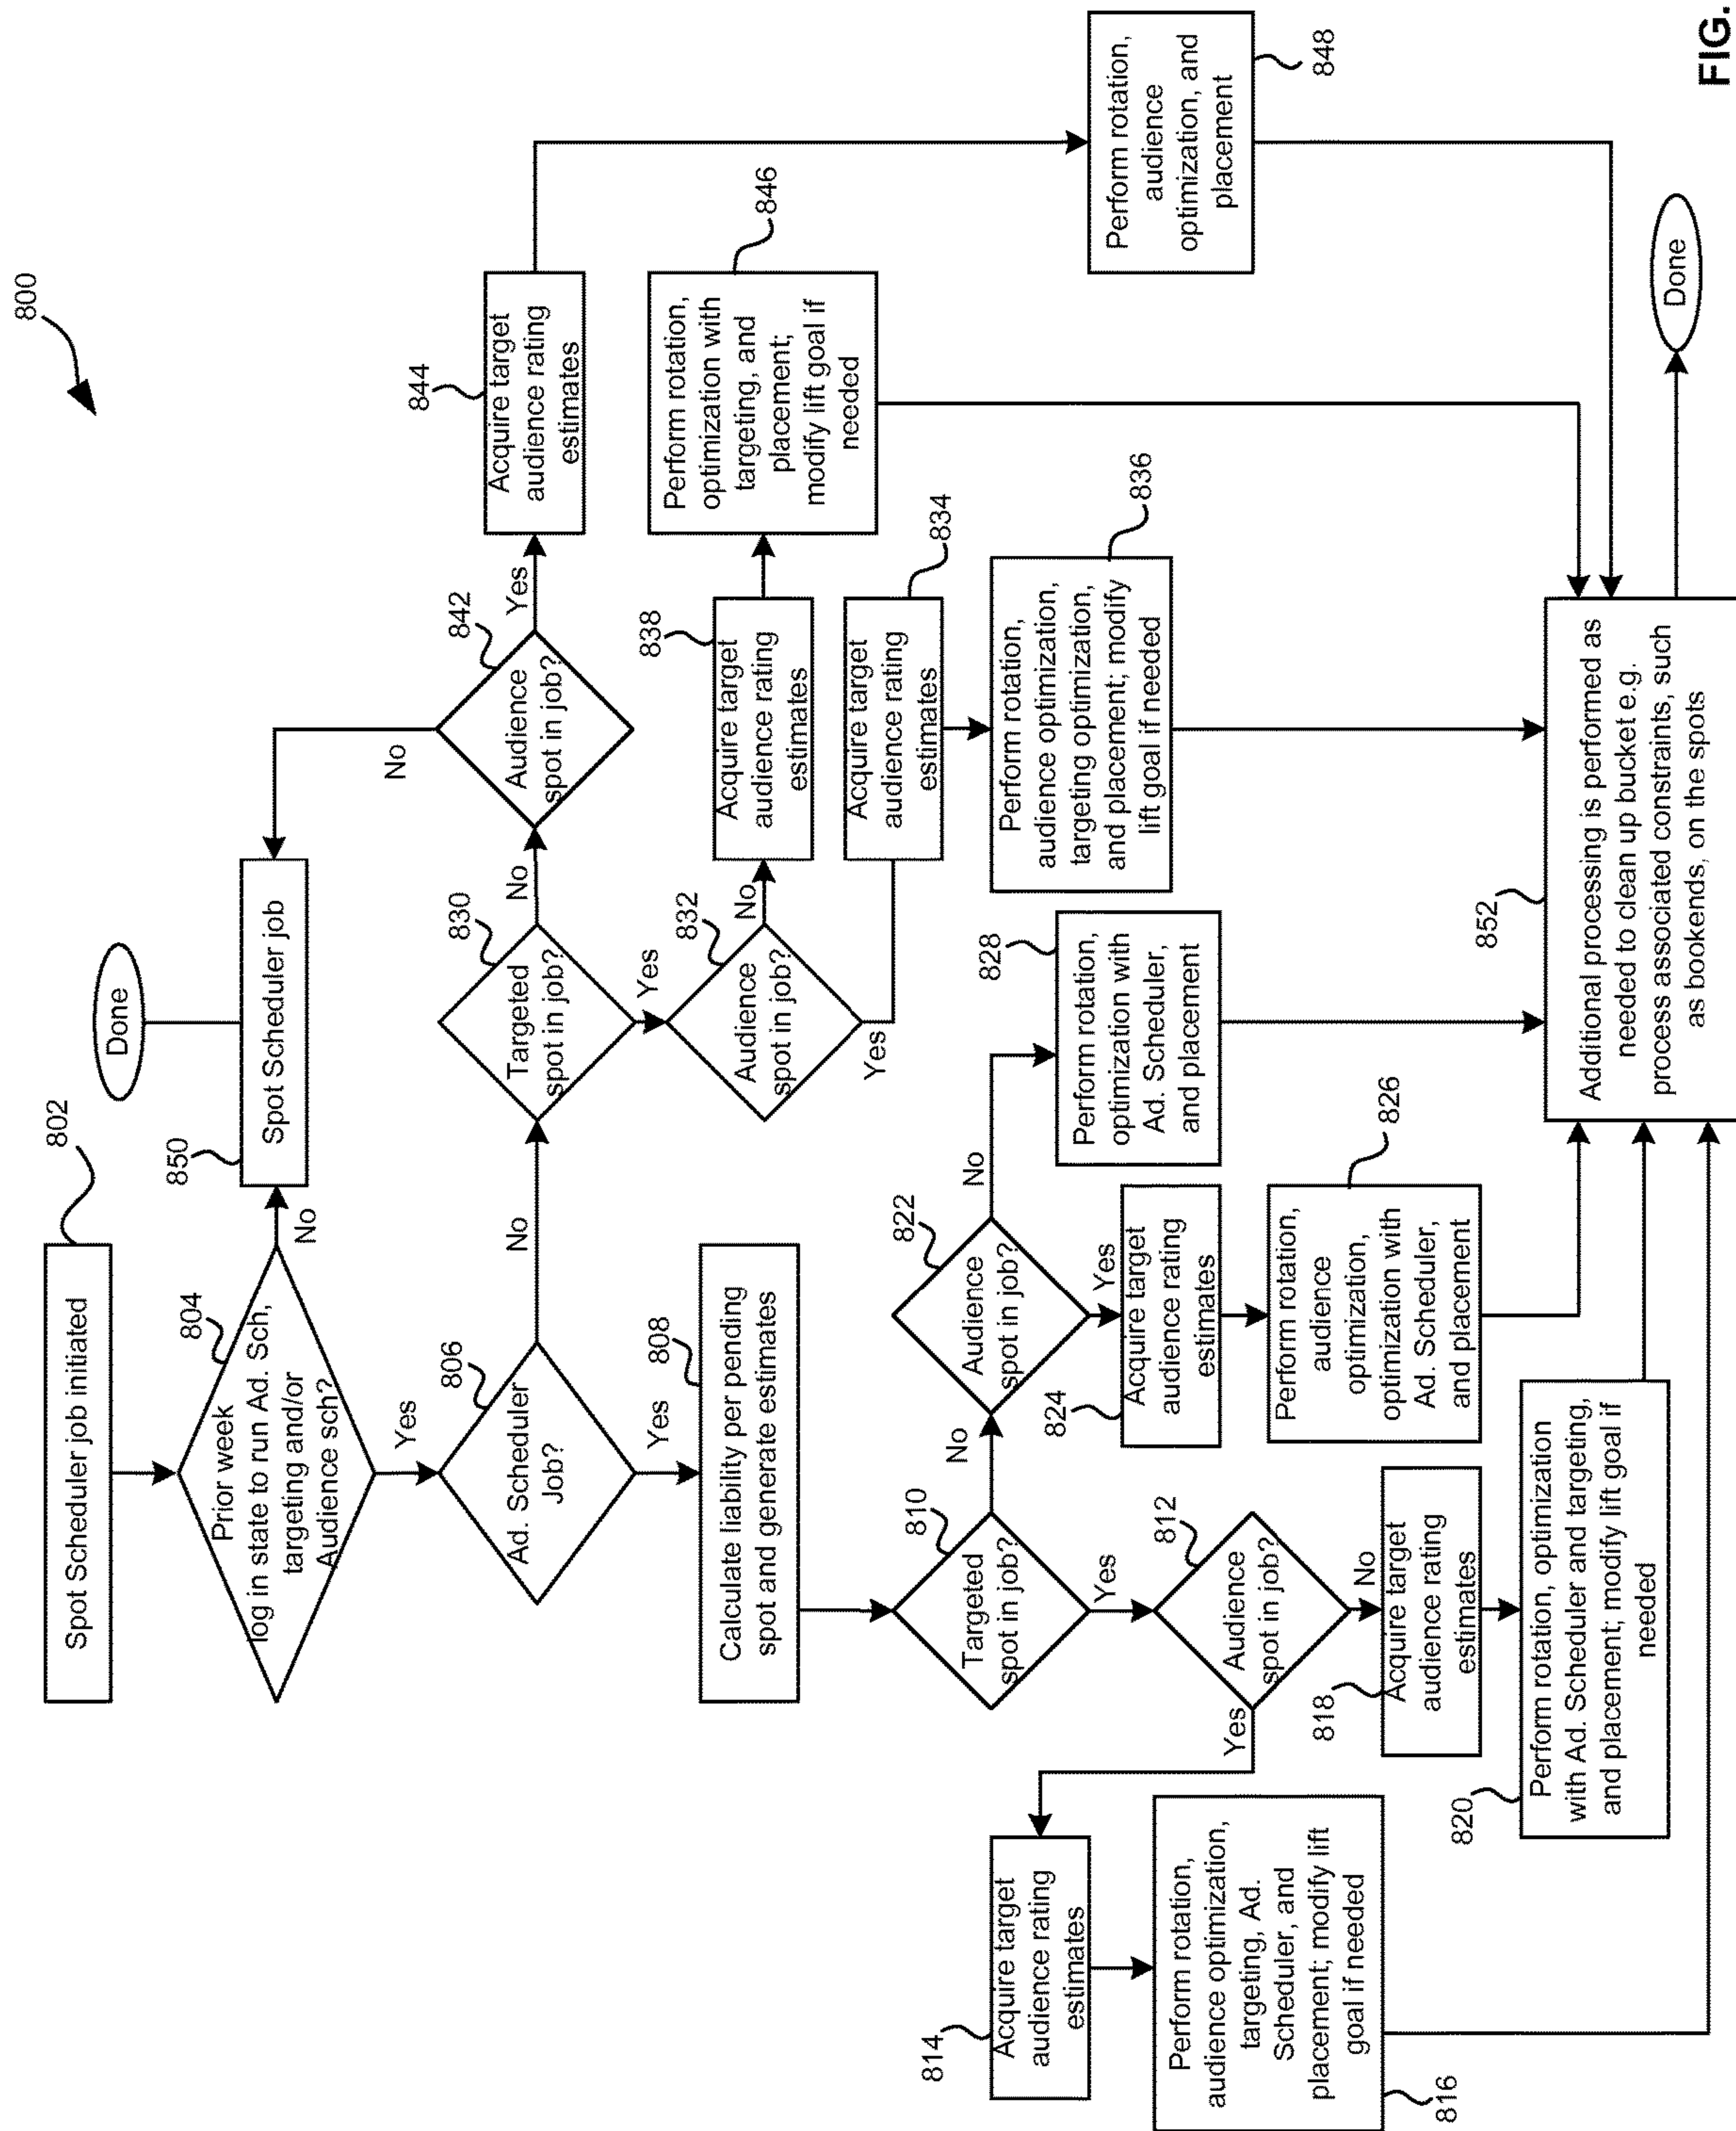 800
Spot Scheduler job initiated
802
Done
804
Prior week
log in state to run Ad. Sch,
targeting and/or
Audience sch?
No
850
Spot Scheduler job
Yes
806
Ad. Scheduler
Job?
No
830
Targeted
spot in job?
No
842
Audience
spot in job?
No
Yes
844
Acquire target
audience rating
estimates
Yes
Yes
832
Audience
spot in job?
No
838
Acquire target
audience rating
estimates
846
Perform rotation,
optimization with
targeting, and
placement;
modify lift goal if
needed
Yes
834
Acquire target
audience rating
estimates
808
Calculate liability per pending
spot and generate estimates
810
Targeted
spot in job?
No
822
Audience
spot in job?
No
828
Perform rotation,
optimization with
Ad. Scheduler,
and placement
836
Perform rotation,
audience optimization,
targeting optimization,
and placement; modify
lift goal if needed
848
Perform rotation,
audience
optimization, and
placement
Yes
812
Audience
spot in job?
Yes
No
Yes
824
Acquire target
audience rating
estimates
814
Acquire target
audience rating
estimates
818
Acquire target
audience rating
estimates
826
Perform rotation,
audience
optimization,
optimization with
Ad. Scheduler,
and placement
816
Perform rotation,
audience optimization,
targeting, Ad.
Scheduler, and
placement; modify lift
goal if needed
820
Perform rotation, optimization
with Ad. Scheduler and targeting,
and placement; modify lift goal if
needed
852
Additional processing is performed as
needed to clean up bucket e.g.
process associated constraints, such
as bookends, on the spots
Done
FIG.